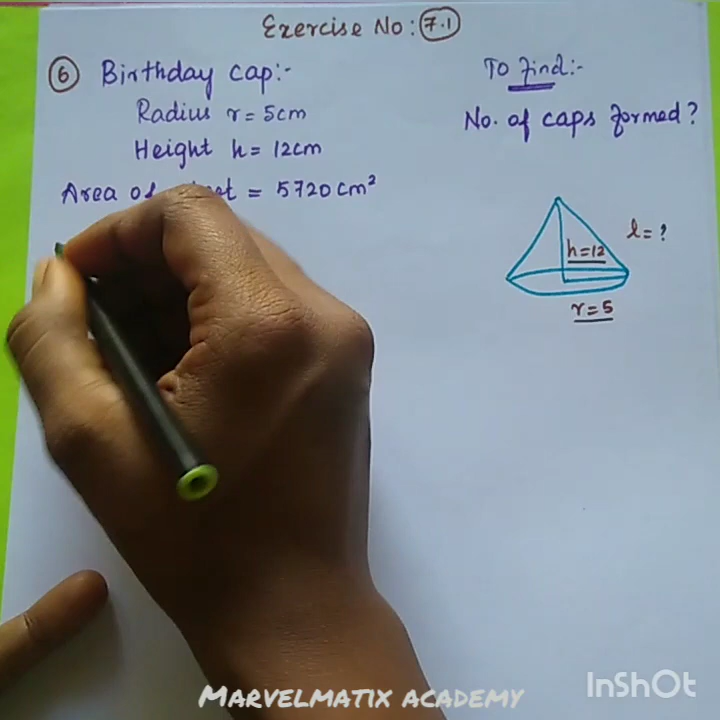 Exercise No: 7.1
6 Birthday cap:-
Radius r = 5cm
Height h = 12cm
Area of = 5720 cm²
To Find:-
No. of caps formed?
l = ?
h = 12
r = 5
MARVELMATIX ACADEMY
InShOt